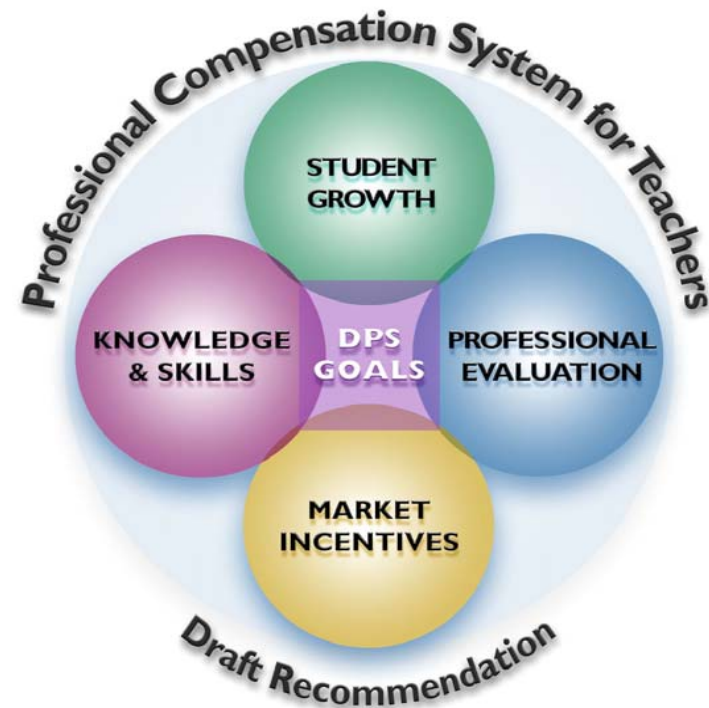 Professional Compensation System for Teachers
STUDENT
GROWTH
KNOWLEDGE
& SKILLS
DPS
GOALS
PROFESSIONAL
EVALUATION
MARKET
INCENTIVES
Draft Recommendation